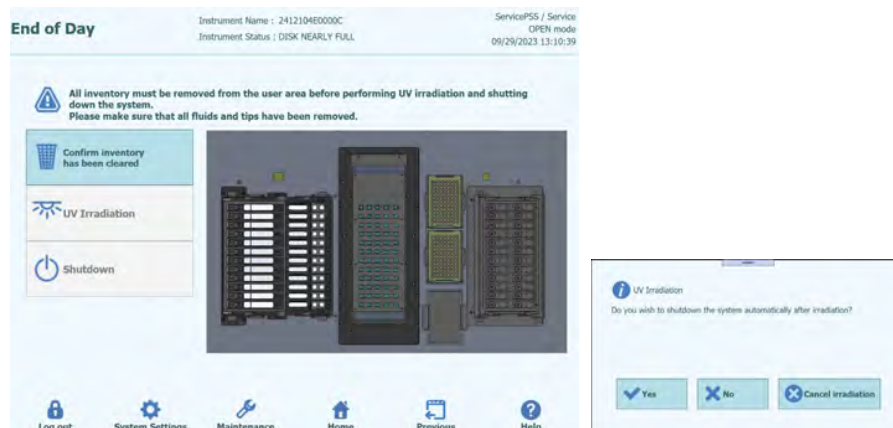 End of Day
Instrument Name : 2412104E0000C
Instrument Status : DISK NEARLY FULL
ServicePSS / Service
OPEN mode
09/29/2023 13:10:39
All inventory must be removed from the user area before performing UV irradiation and shutting
down the system.
Please make sure that all fluids and tips have been removed.
Confirm inventory
has been cleared
UV Irradiation
Shutdown
Log out
System Settings
Maintenance
Home
Previous
Help
UV Irradiation
Do you wish to shutdown the system automatically after irradiation?
Yes
No
Cancel irradiation